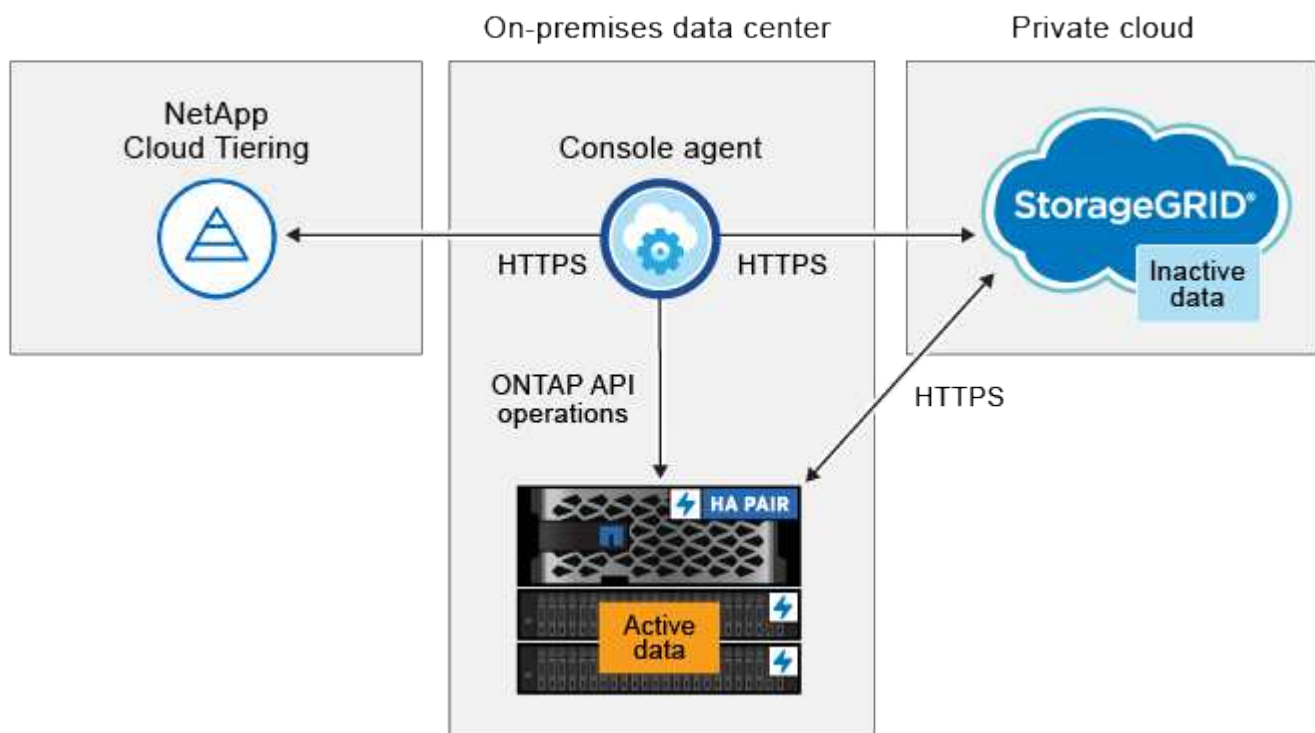 On-premises data center
Private cloud
NetApp
Cloud Tiering
Console agent
StorageGRID®
Inactive
data
HTTPS
HTTPS
ONTAP API
operations
HTTPS
HA PAIR
Active
data